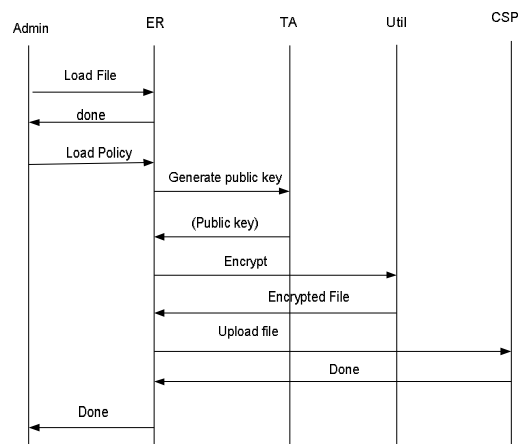 Admin
ER
TA
Util
CSP
Load File
done
Load Policy
Generate public key
(Public key)
Encrypt
Encrypted File
Upload file
Done
Done